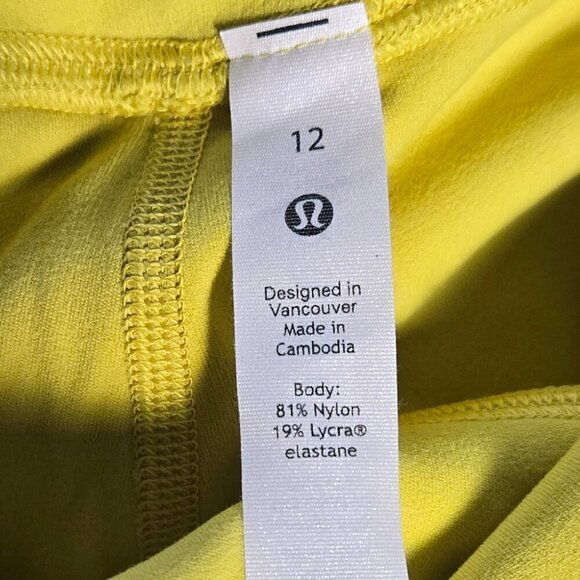 12
Designed in
Vancouver
Made in
Cambodia
Body:
81% Nylon
19% Lycra®
elastane